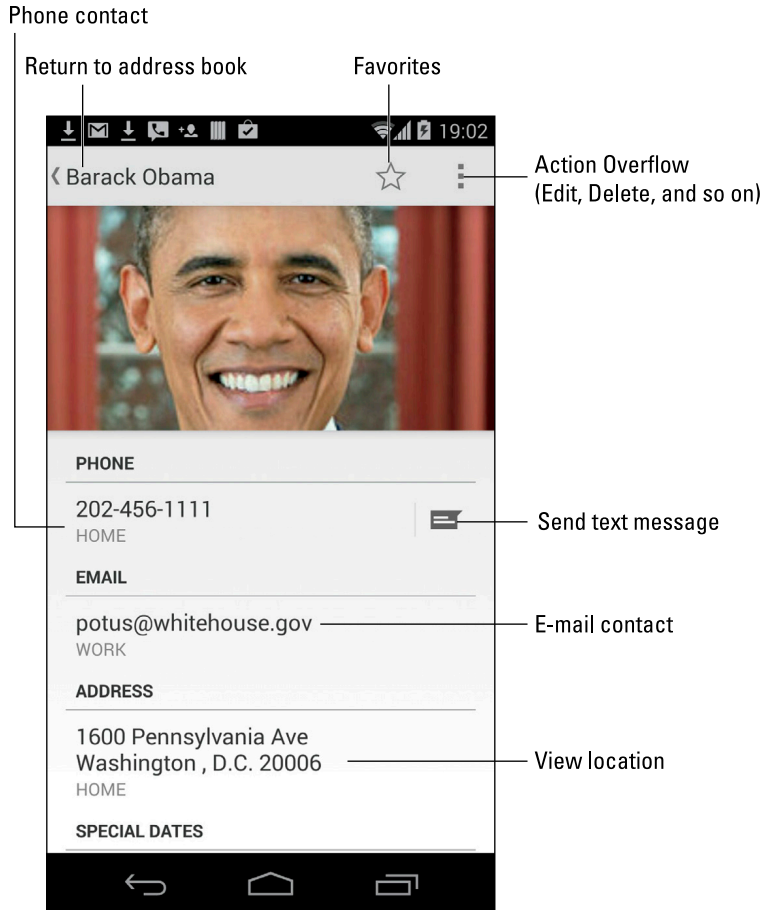 Phone contact
Return to address book
Favorites
19:02
Barack Obama
Action Overflow
(Edit, Delete, and so on)
PHONE
202-456-1111
HOME
Send text message
EMAIL
potus@whitehouse.gov
E-mail contact
WORK
ADDRESS
1600 Pennsylvania Ave
Washington , D.C. 20006
View location
HOME
SPECIAL DATES